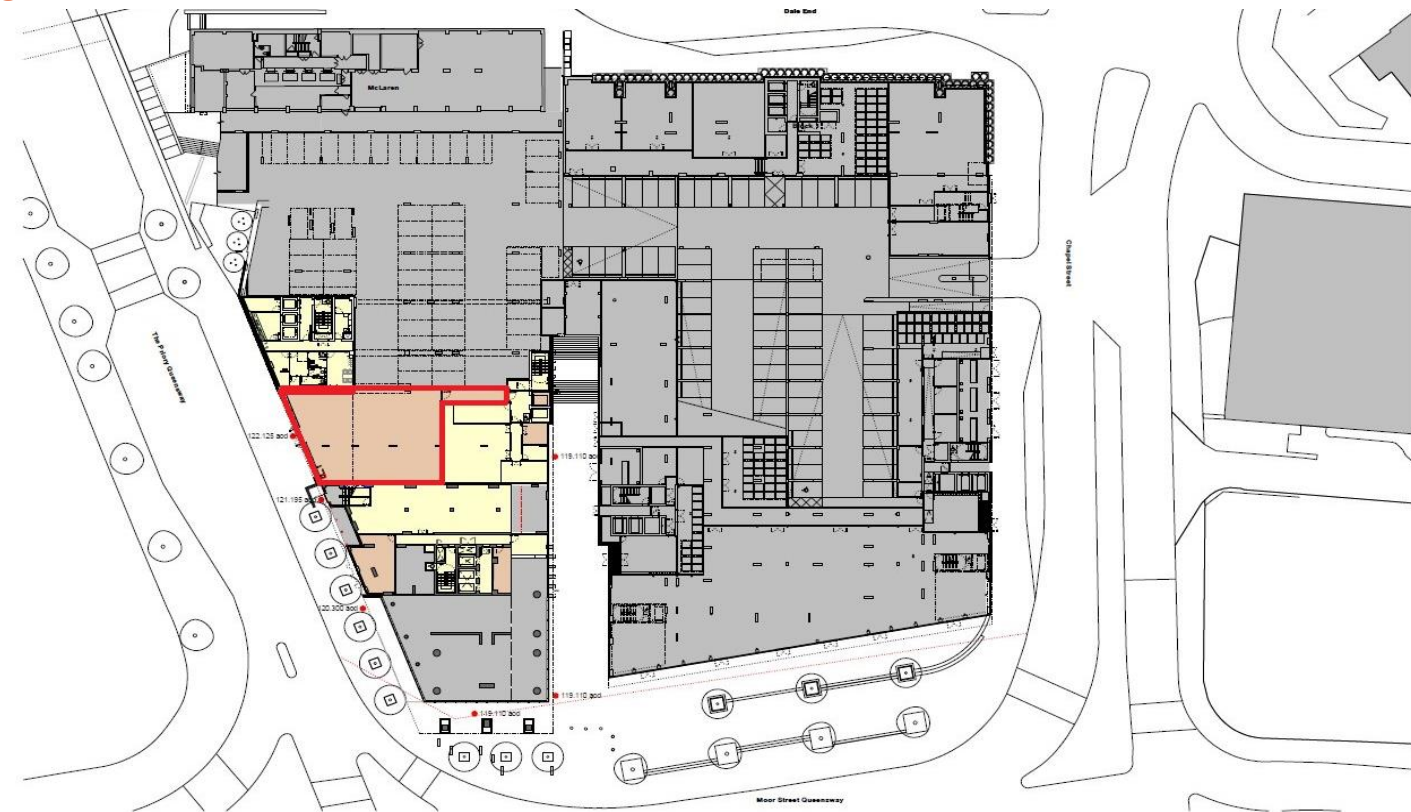 Dale End
McLaren
Chapel Street
The Priory Queensway
122.125 aod
119.110 aod
121.195 aod
120.300 aod
119.110 aod
149.110 aod
Moor Street Queensway